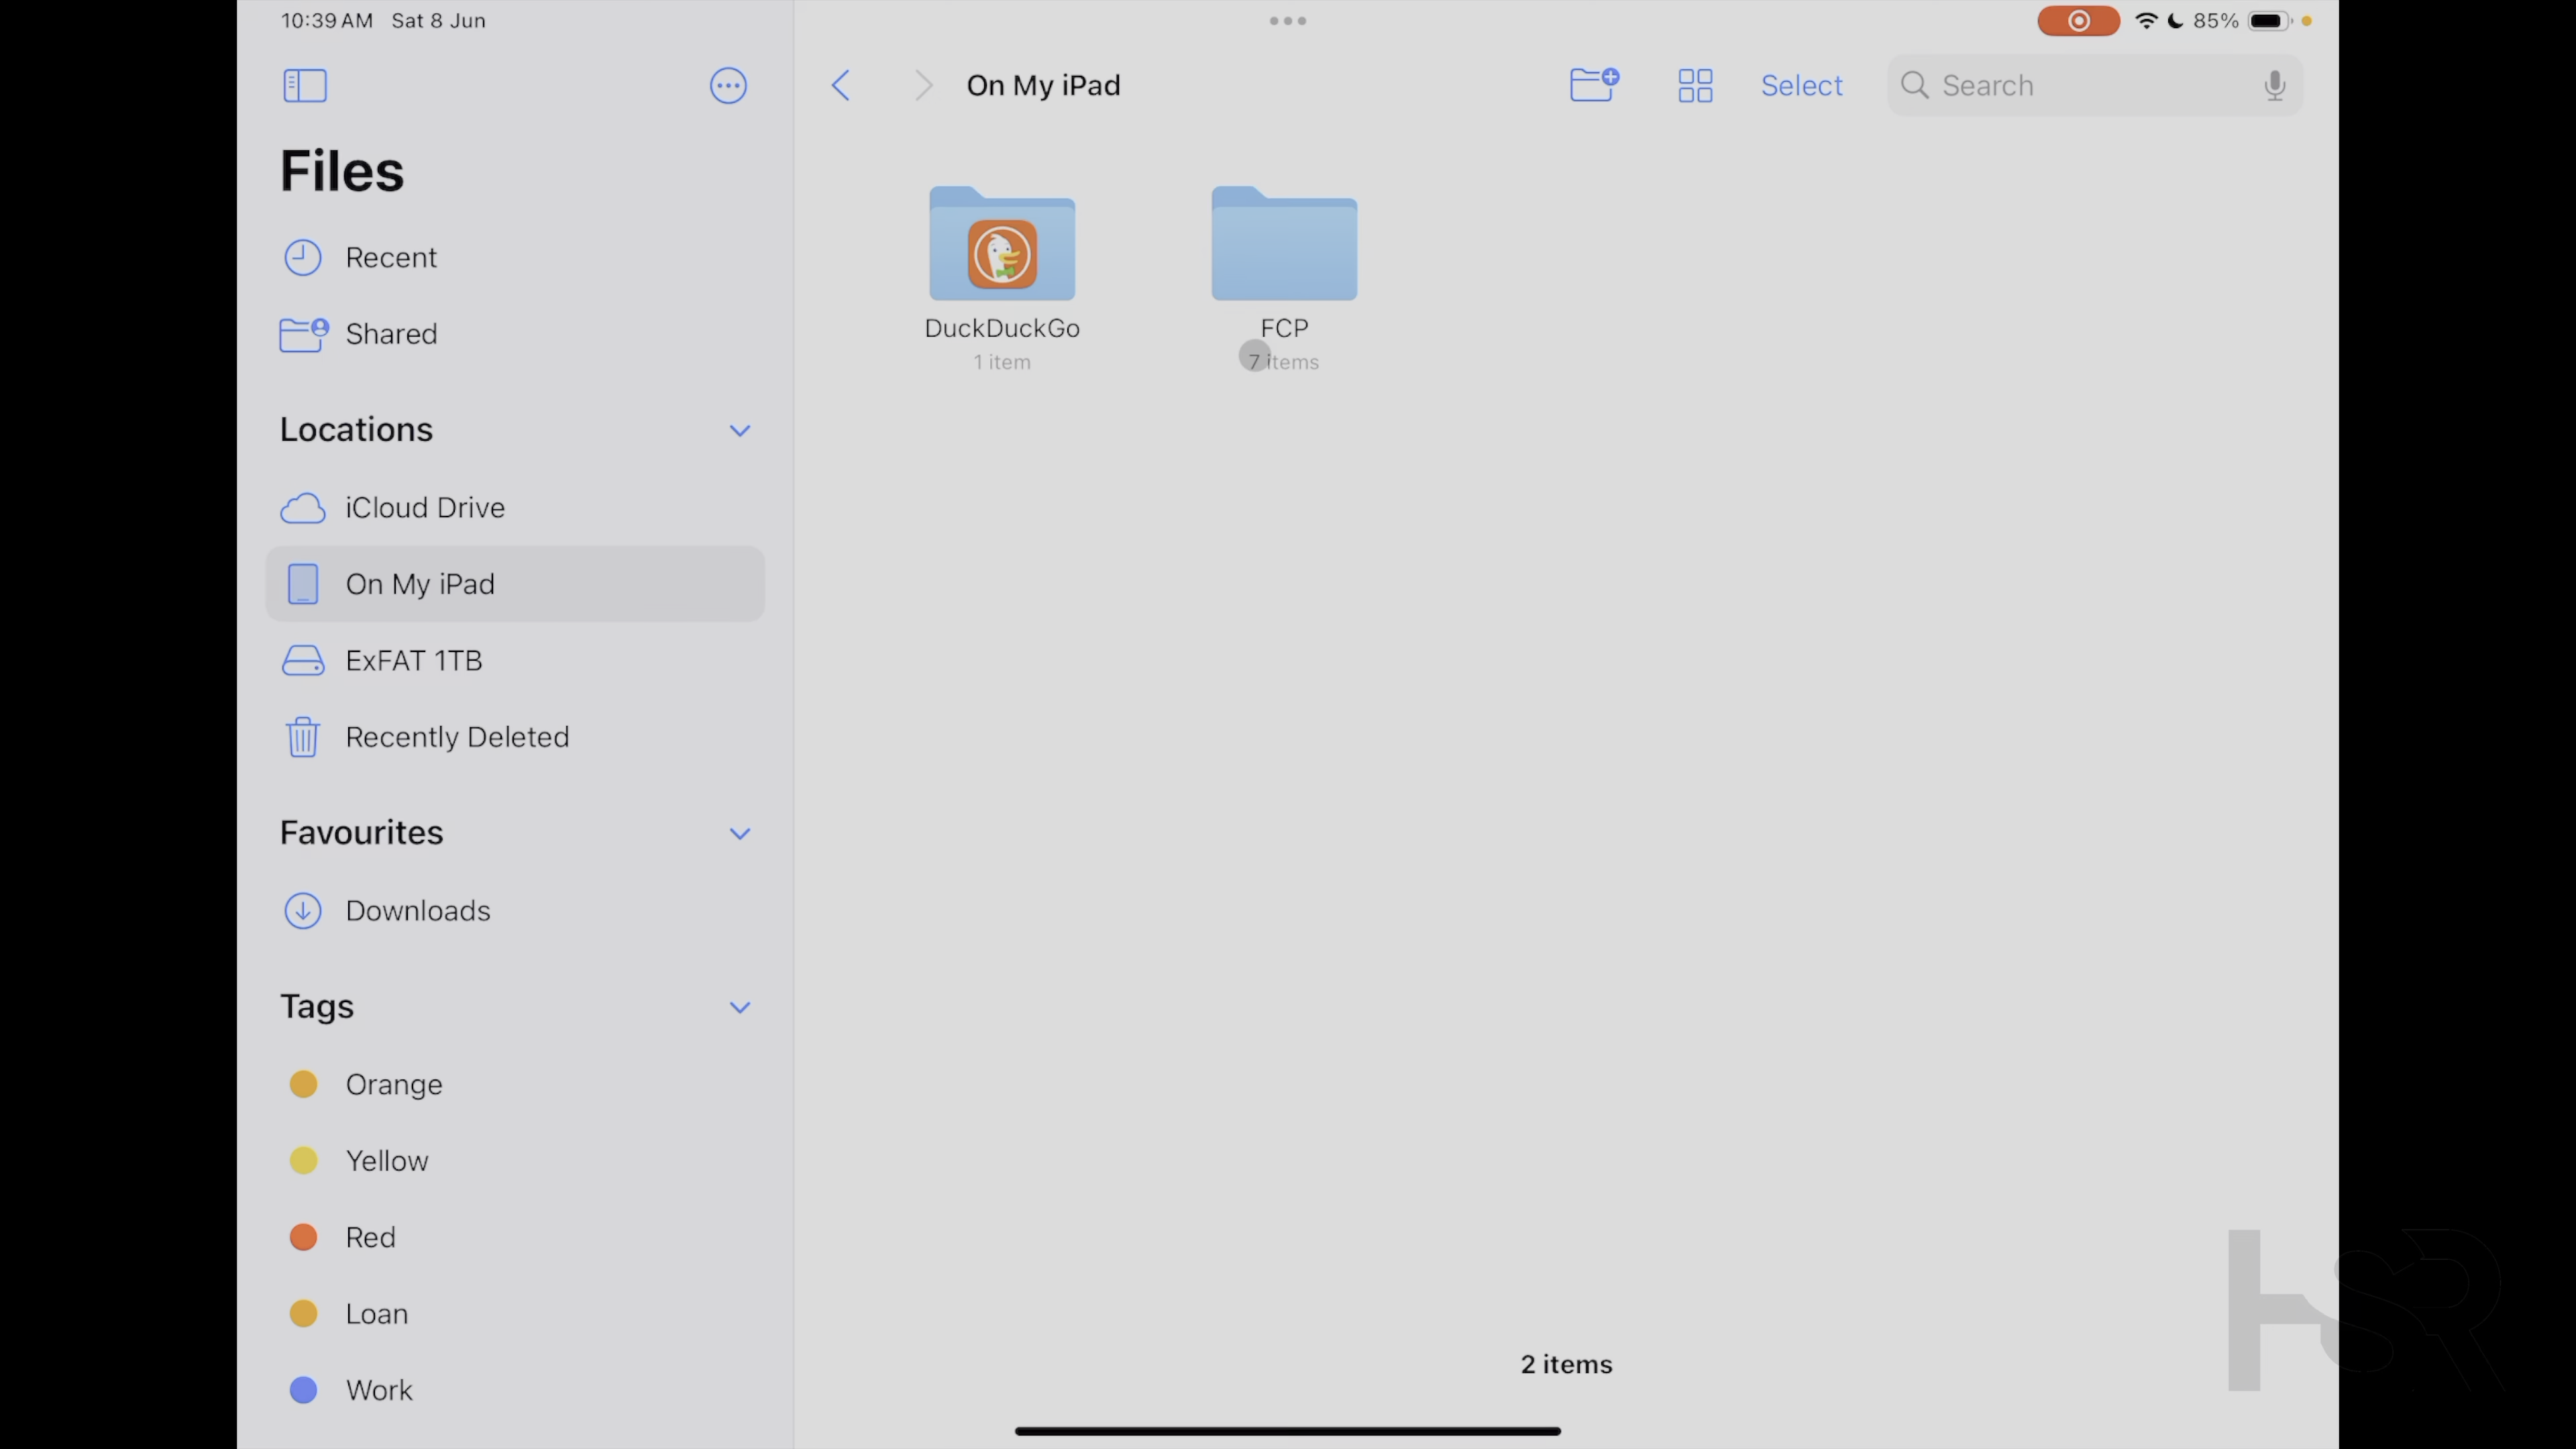 10:39 AM Sat 8 Jun
85%
Files
Recent
Shared
Locations
iCloud Drive
On My iPad
ExFAT 1TB
Recently Deleted
Favourites
Downloads
Tags
Orange
Yellow
Red
Loan
Work
On My iPad
Select
Search
DuckDuckGo
1 item
FCP
7 items
2 items
HSR